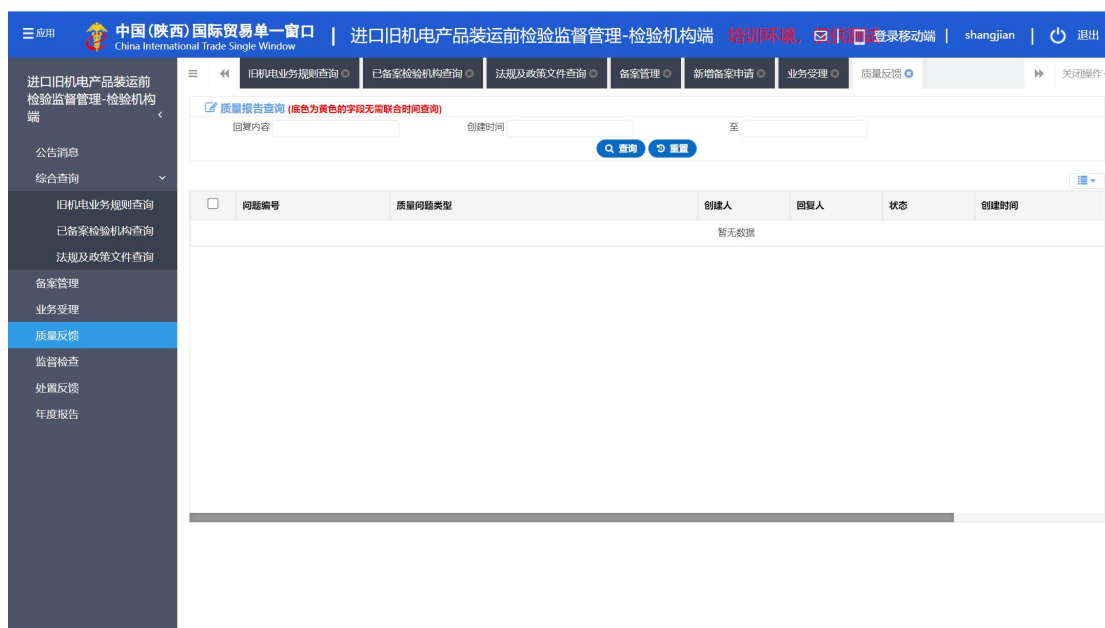 应用
中国(陕西)国际贸易单一窗口 | 进口旧机电产品装运前检验监督管理-检验机构端
China International Trade Single Window
培训环境, 登录移动端 | shangjian | 退出
进口旧机电产品装运前检验监督管理-检验机构端
旧机电业务规则查询 已备案检验机构查询 法规及政策文件查询 备案管理 新增备案申请 业务受理 质量反馈 关闭操作
质量报告查询 (底色为黄色的字段无需联合时间查询)
回复内容 创建时间 至
查询 重置
公告消息
综合查询
旧机电业务规则查询
已备案检验机构查询
法规及政策文件查询
备案管理
业务受理
质量反馈
监督检查
处置反馈
年度报告
问题编号 质量问题类型 创建人 回复人 状态 创建时间
暂无数据